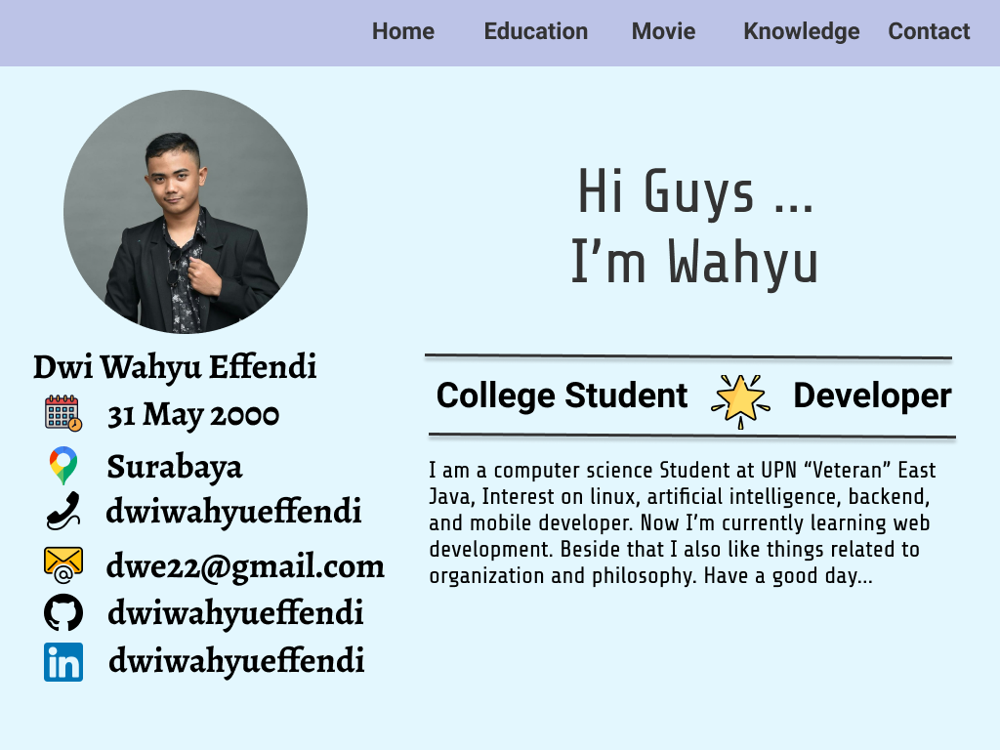 Home Education Movie Knowledge Contact
Hi Guys ...
I’m Wahyu
Dwi Wahyu Effendi
31 May 2000
Surabaya
dwiwahyueffendi
dwe22@gmail.com
dwiwahyueffendi
in dwiwahyueffendi
College Student Developer
I am a computer science Student at UPN “Veteran” East
Java, Interest on linux, artificial intelligence, backend,
and mobile developer. Now I’m currently learning web
development. Beside that I also like things related to
organization and philosophy. Have a good day...